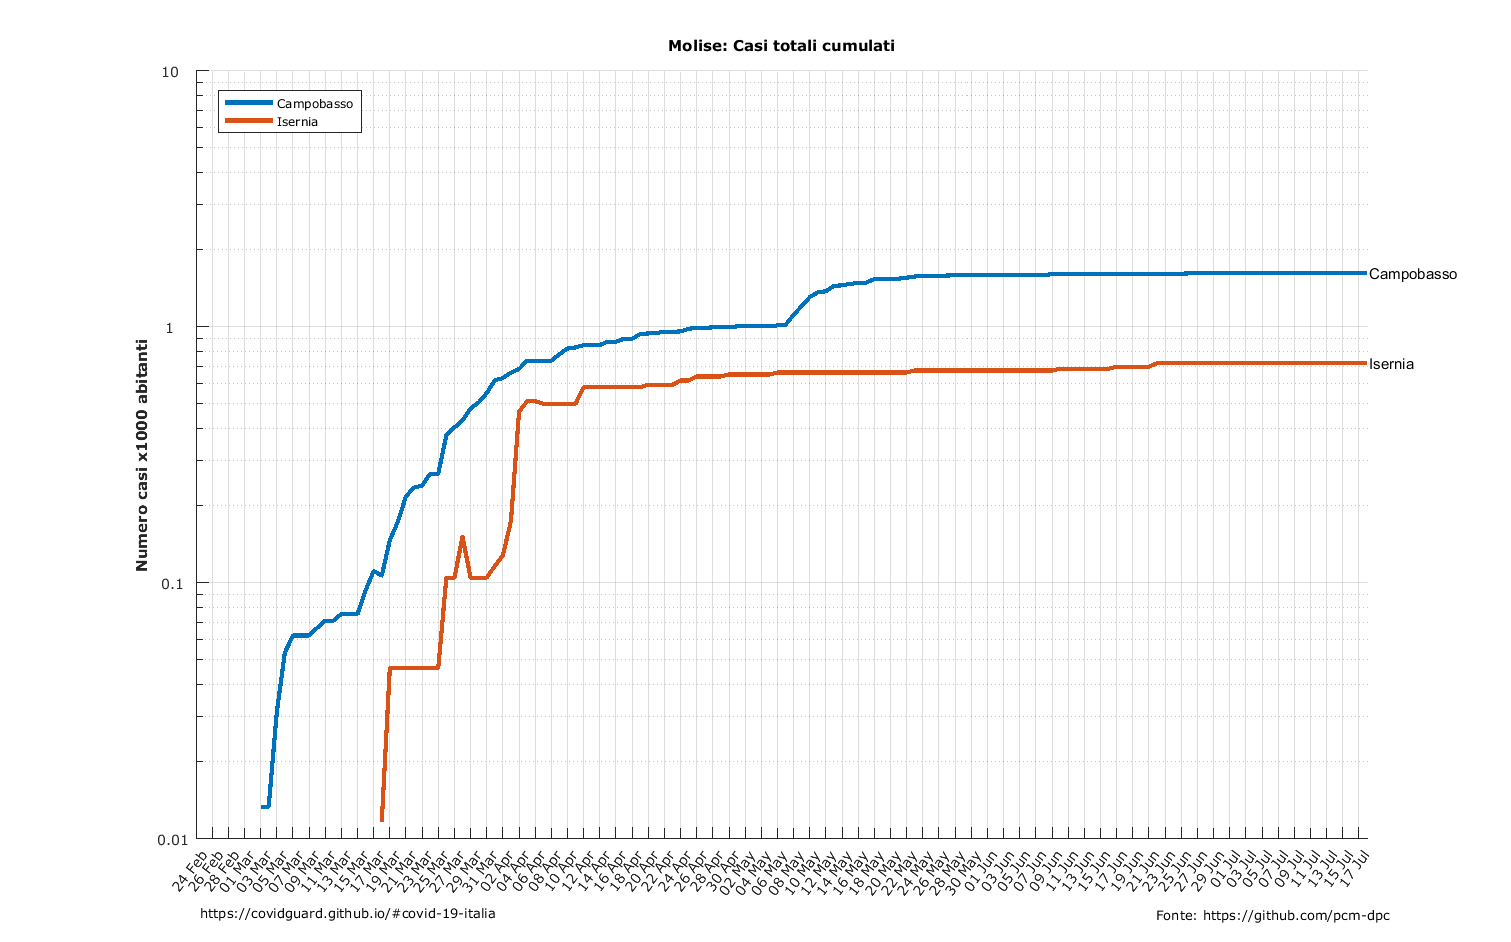 Molise: Casi totali cumulati
10
1
0.1
0.01
Numero casi x1000 abitanti
Campobasso
Isernia
Campobasso
Isernia
24 Feb
26 Feb
28 Feb
01 Mar
03 Mar
05 Mar
07 Mar
09 Mar
11 Mar
13 Mar
15 Mar
17 Mar
19 Mar
21 Mar
23 Mar
25 Mar
27 Mar
29 Mar
31 Mar
02 Apr
04 Apr
06 Apr
08 Apr
10 Apr
12 Apr
14 Apr
16 Apr
18 Apr
20 Apr
22 Apr
24 Apr
26 Apr
28 Apr
30 Apr
02 May
04 May
06 May
08 May
10 May
12 May
14 May
16 May
18 May
20 May
22 May
24 May
26 May
28 May
30 May
01 Jun
03 Jun
05 Jun
07 Jun
09 Jun
11 Jun
13 Jun
15 Jun
17 Jun
19 Jun
21 Jun
23 Jun
25 Jun
27 Jun
29 Jun
01 Jul
03 Jul
05 Jul
07 Jul
09 Jul
11 Jul
13 Jul
15 Jul
17 Jul
https://covidguard.github.io/#covid-19-italia
Fonte: https://github.com/pcm-dpc